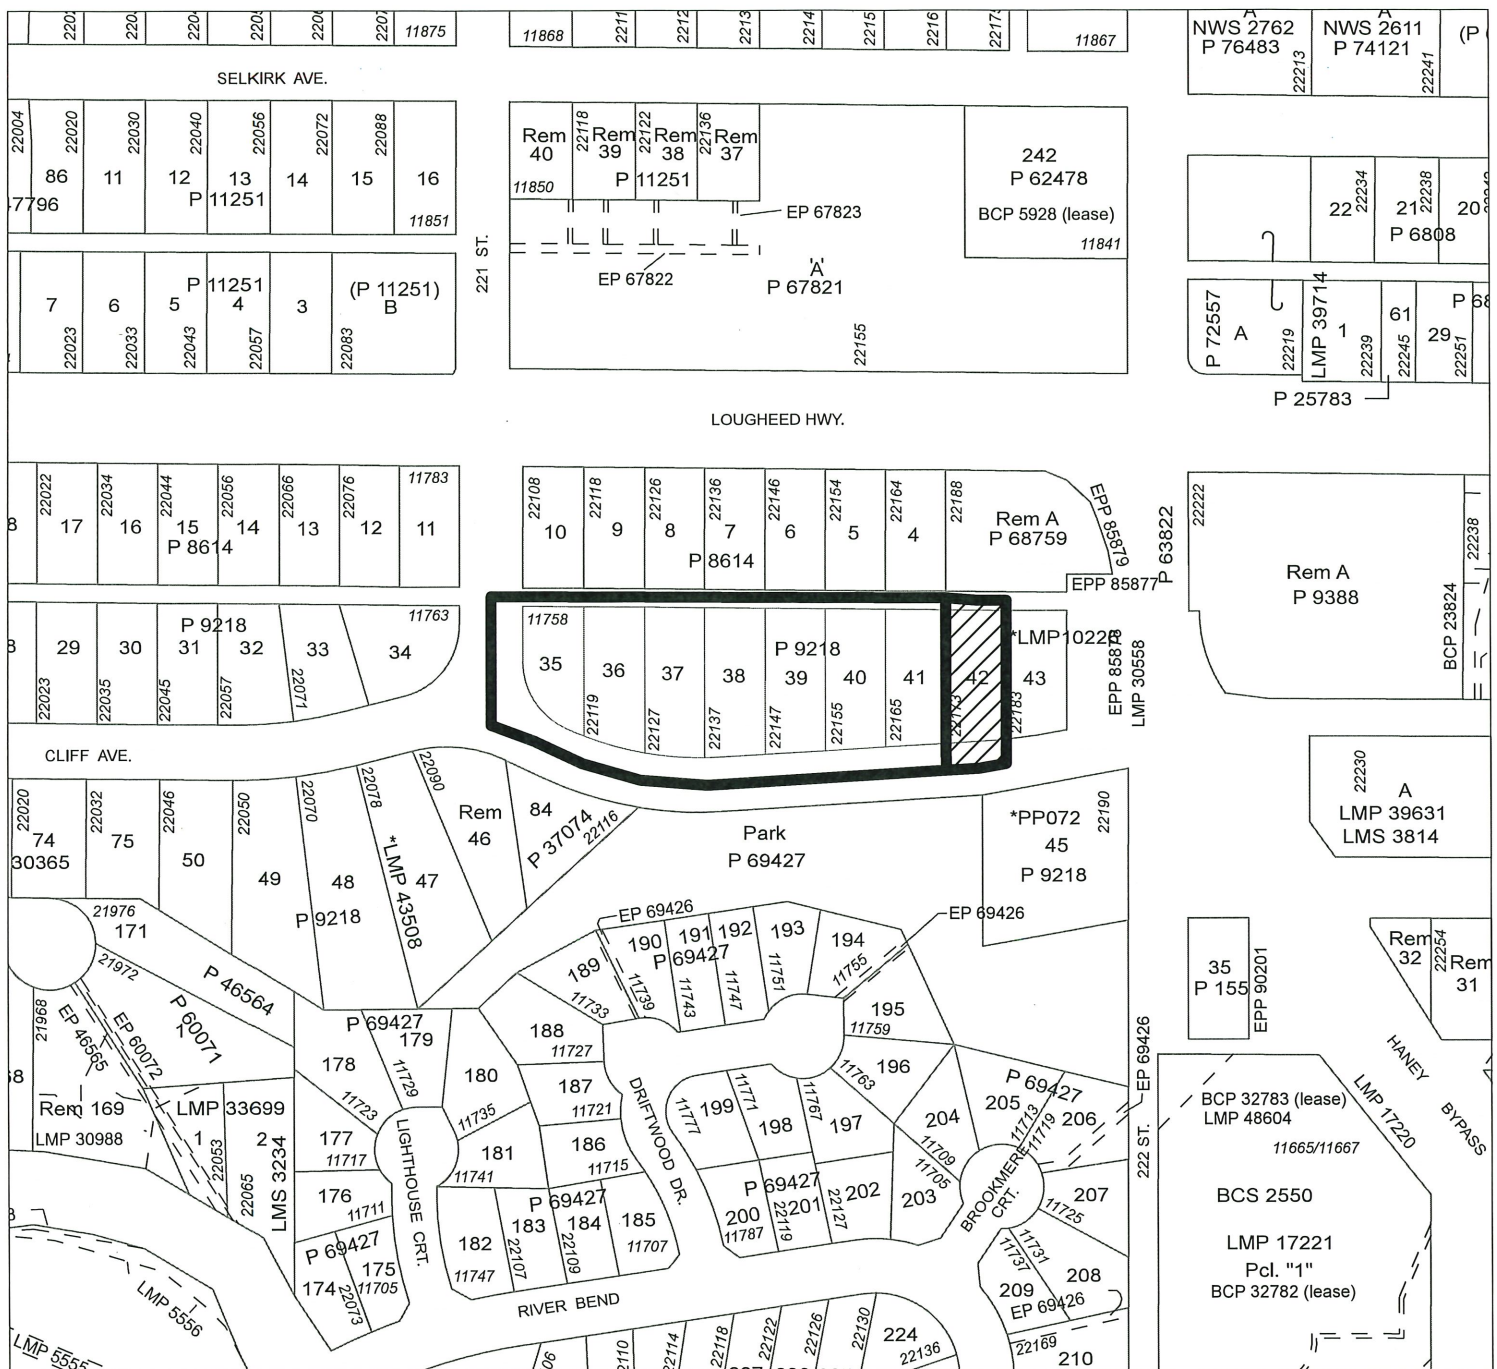 11875
11868
2211
2212
2213
2214
2215
2216
11867
NWS 2762
P 76483
22213
NWS 2611
P 74121
22241
SELKIRK AVE.
22004
22020
22030
22040
22056
22072
22088
86
11
12
13
14
15
16
P 11251
11851
Rem
40
11850
22118
Rem
39
22122
Rem
38
22136
Rem
37
P 11251
EP 67823
EP 67822
'A'
P 67821
22155
242
P 62478
BCP 5928 (lease)
11841
22234
22238
22
21
20
P 6808
221 ST.
7
6
5
4
3
P 11251
(P 11251)
B
22023
22033
22043
22057
22083
P 72557
A
22219
LMP 39714
1
22239
61
22245
29
22251
P 25783
LOUGHEED HWY.
22022
22034
22044
22056
22066
22076
11783
17
16
15
14
13
12
11
P 8614
22108
22118
22126
22136
22146
22154
22164
22188
10
9
8
7
6
5
4
P 8614
Rem A
P 68759
EPP 85879
EPP 85877
P 63822
22222
Rem A
P 9388
22238
BCP 23824
29
30
31
32
33
34
P 9218
11763
22023
22035
22045
22057
22071
11758
35
36
37
38
39
40
41
42
43
P 9218
*LMP10226
22119
22127
22137
22147
22155
22165
22173
22183
EPP 85878
LMP 30558
CLIFF AVE.
22020
22032
22046
22050
22070
22078
22090
74
30365
75
50
49
48
47
P 9218
*LMP 43508
Rem
46
84
P 37074
22116
Park
P 69427
*PP072
45
P 9218
22190
22230
A
LMP 39631
LMS 3814
21976
171
21972
P 46564
21968
EP 46565
EP 60072
P 60071
EP 69426
EP 69426
189
190
191
192
193
194
195
196
P 69427
11733
11739
11743
11747
11751
11755
11759
11763
35
P 155
EPP 90201
Rem
32
22254
Rem
31
P 69427
178
179
180
11723
11729
11735
188
11727
187
11721
186
11715
Rem 169
LMP 30988
LMP 33699
1
22053
2
22065
LMS 3234
177
11717
176
11711
181
11741
LIGHTHOUSE CRT.
DRIFTWOOD DR.
199
11777
198
11771
197
11767
P 69427
204
205
206
11709
11713
11719
11705
203
BROOKMERE
CRT.
207
11725
EP 69426
222 ST.
HANEY
BYPASS
LMP 17220
BCP 32783 (lease)
LMP 48604
11665/11667
BCS 2550
LMP 17221
Pcl. "1"
BCP 32782 (lease)
P 69427
174
175
11705
22073
182
11747
P 69427
183
184
185
22107
22109
11707
P 69427
200
201
202
11787
22119
22127
11731
11737
208
209
EP 69426
22169
210
RIVER BEND
LMP 5556
LMP 5555
22110
22114
22118
22122
22126
22130
224
22136